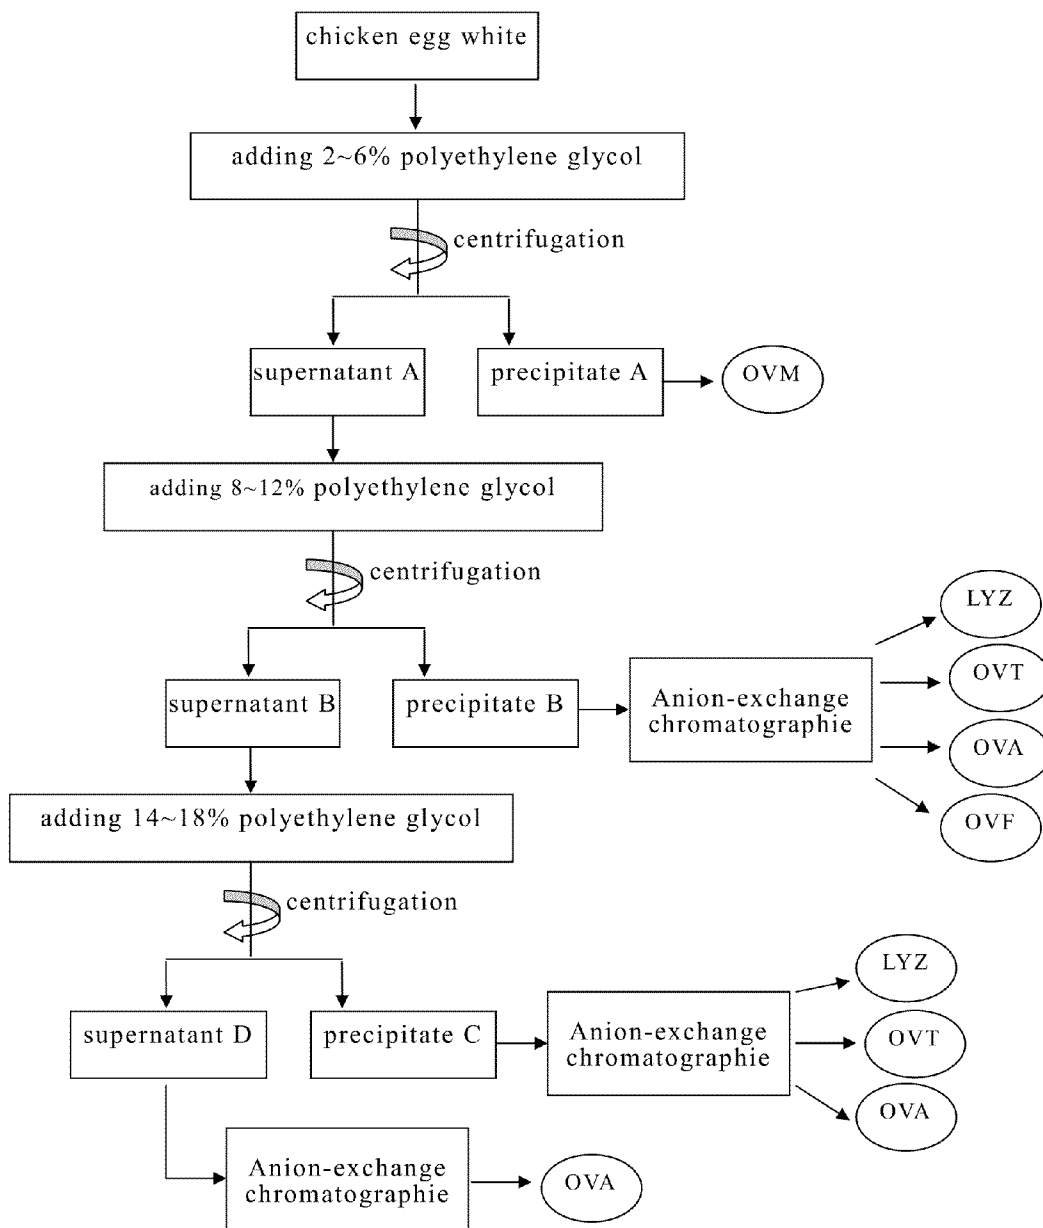 chicken egg white
adding 2~6% polyethylene glycol
centrifugation
supernatant A
precipitate A
OVM
adding 8~12% polyethylene glycol
centrifugation
LYZ
OVT
supernatant B
precipitate B
Anion-exchange
chromatographie
OVA
OVF
adding 14~18% polyethylene glycol
centrifugation
LYZ
supernatant D
precipitate C
Anion-exchange
chromatographie
OVT
OVA
Anion-exchange
chromatographie
OVA